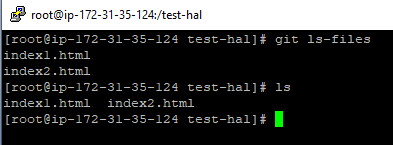 root@ip-172-31-35-124:/test-hal
[root@ip-172-31-35-124 test-hal]# git ls-files
index1.html
index2.html
[root@ip-172-31-35-124 test-hal]# ls
index1.html  index2.html
[root@ip-172-31-35-124 test-hal]#